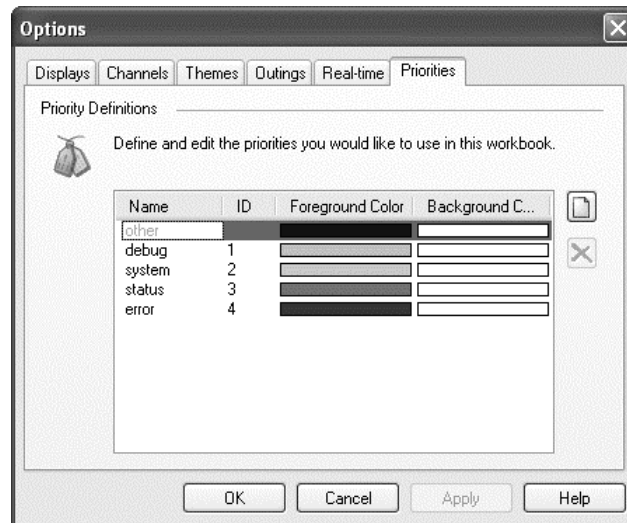 Options
Displays Channels Themes Outings Real-time Priorities
Priority Definitions
Define and edit the priorities you would like to use in this workbook.
Name ID Foreground Color Background C...
other
debug 1
system 2
status 3
error 4
OK Cancel Apply Help